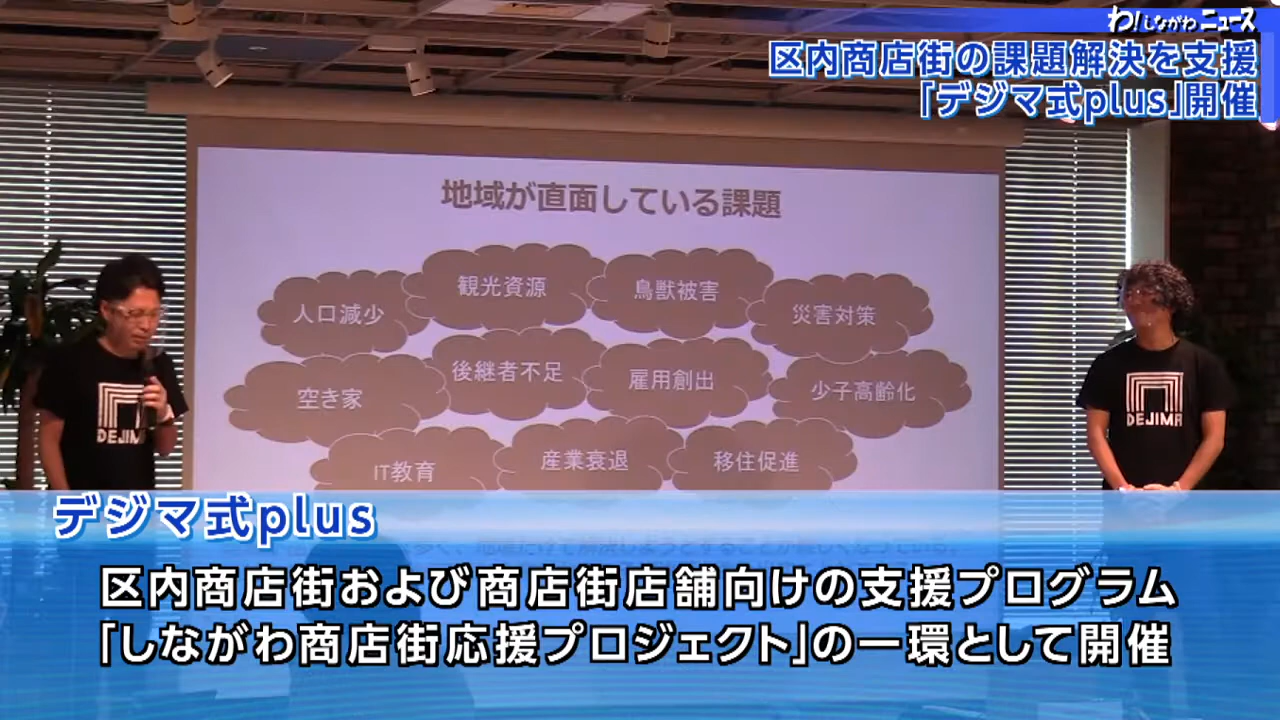 わ!しながわニュース
区内商店街の課題解決を支援
「デジマ式plus」開催
地域が直面している課題
人口減少
観光資源
鳥獣被害
災害対策
空き家
後継者不足
雇用創出
少子高齢化
IT教育
産業衰退
移住促進
DEJIMA
DEJIMA
デジマ式plus
区内商店街および商店街店舗向けの支援プログラム
「しながわ商店街応援プロジェクト」の一環として開催